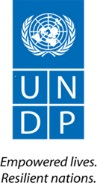 U N
D P
Empowered lives.
Resilient nations.